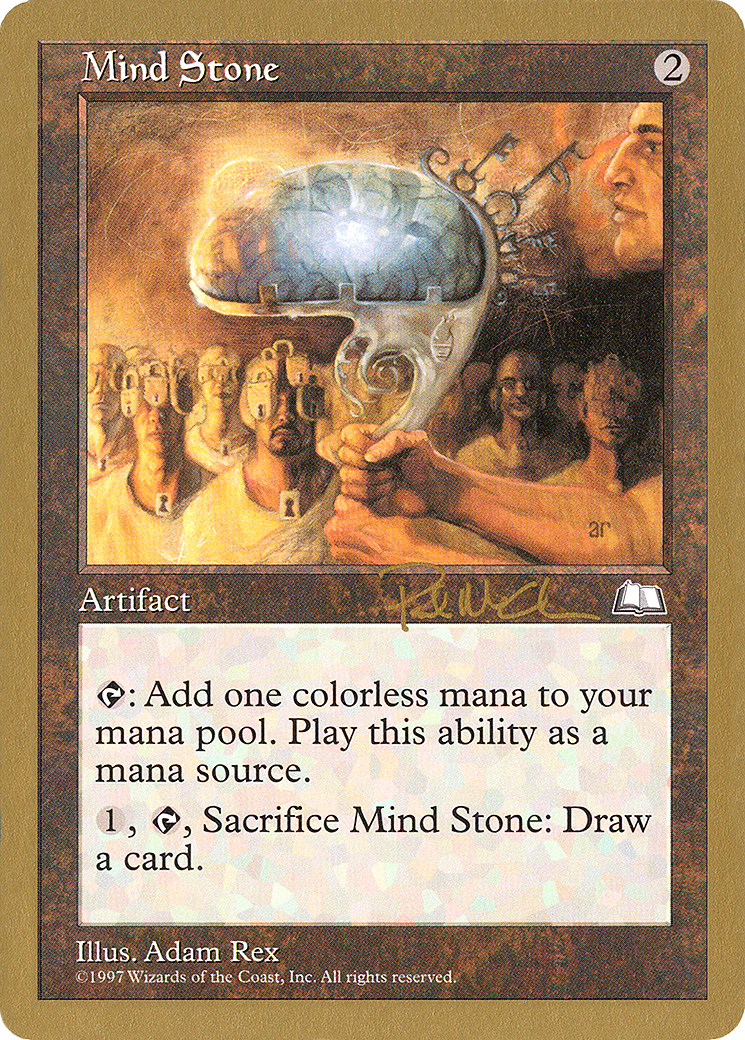 Mind Stone 2
ar
Artifact
: Add one colorless mana to your
mana pool. Play this ability as a
mana source.
1, , Sacrifice Mind Stone: Draw
a card.
Illus. Adam Rex
©1997 Wizards of the Coast, Inc. All rights reserved.